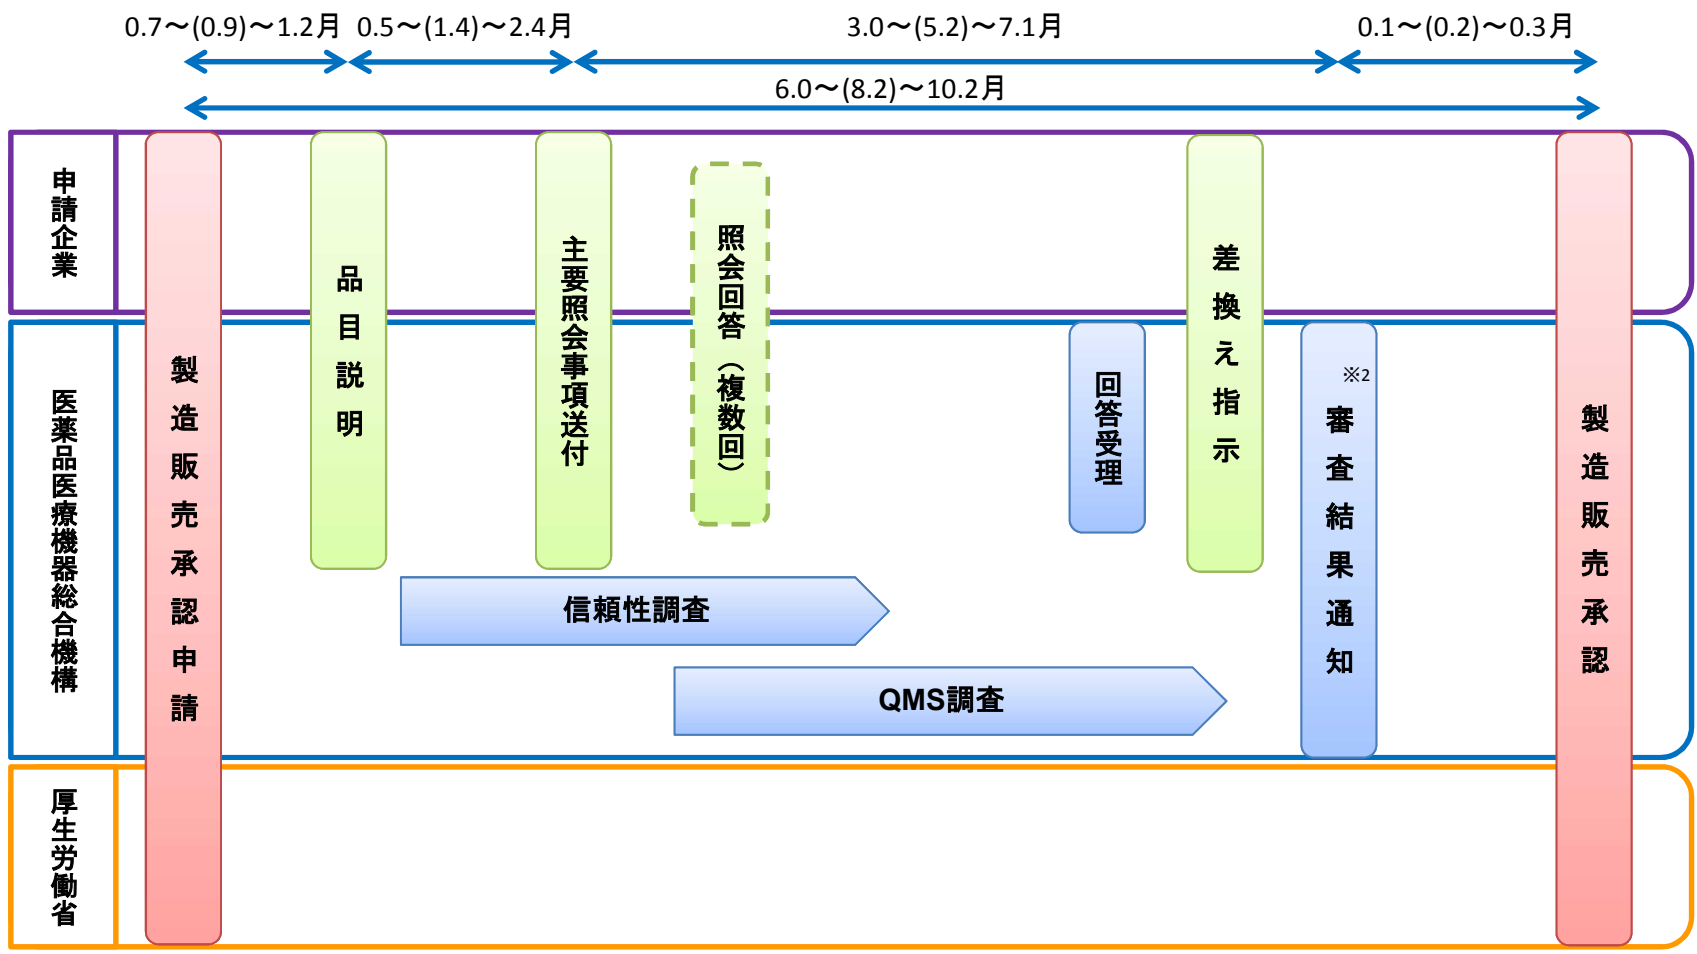 0.7～(0.9)～1.2月
0.5～(1.4)～2.4月
3.0～(5.2)～7.1月
0.1～(0.2)～0.3月
6.0～(8.2)～10.2月
申請企業
医薬品医療機器総合機構
厚生労働省
製造販売承認申請
品目説明
主要照会事項送付
照会回答（複数回）
回答受理
差換え指示
※2
審査結果通知
製造販売承認
信頼性調査
QMS調査